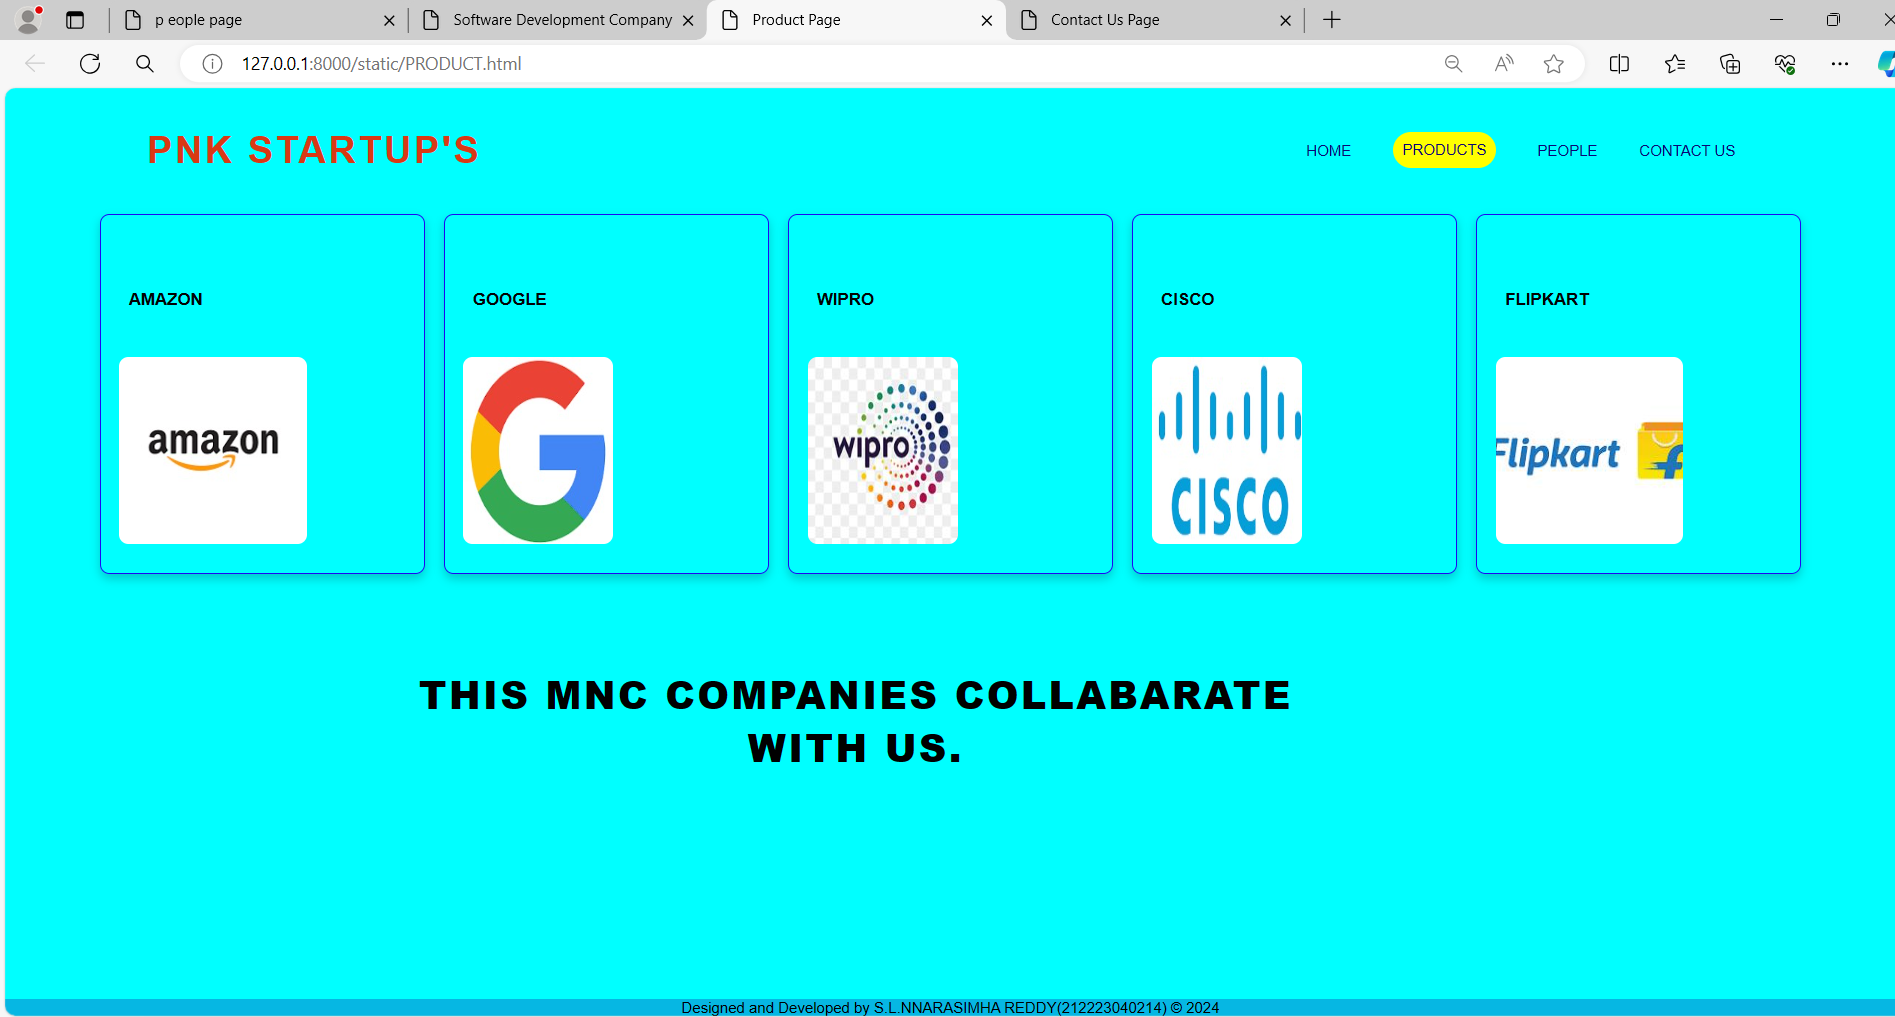 p eople page
Software Development Company
Product Page
Contact Us Page
127.0.0.1:8000/static/PRODUCT.html
PNK STARTUP'S
HOME
PRODUCTS
PEOPLE
CONTACT US
AMAZON
GOOGLE
WIPRO
CISCO
FLIPKART
amazon
wipro
CISCO
Flipkart
THIS MNC COMPANIES COLLABARATE
WITH US.
Designed and Developed by S.L.NNARASIMHA REDDY(212223040214) © 2024